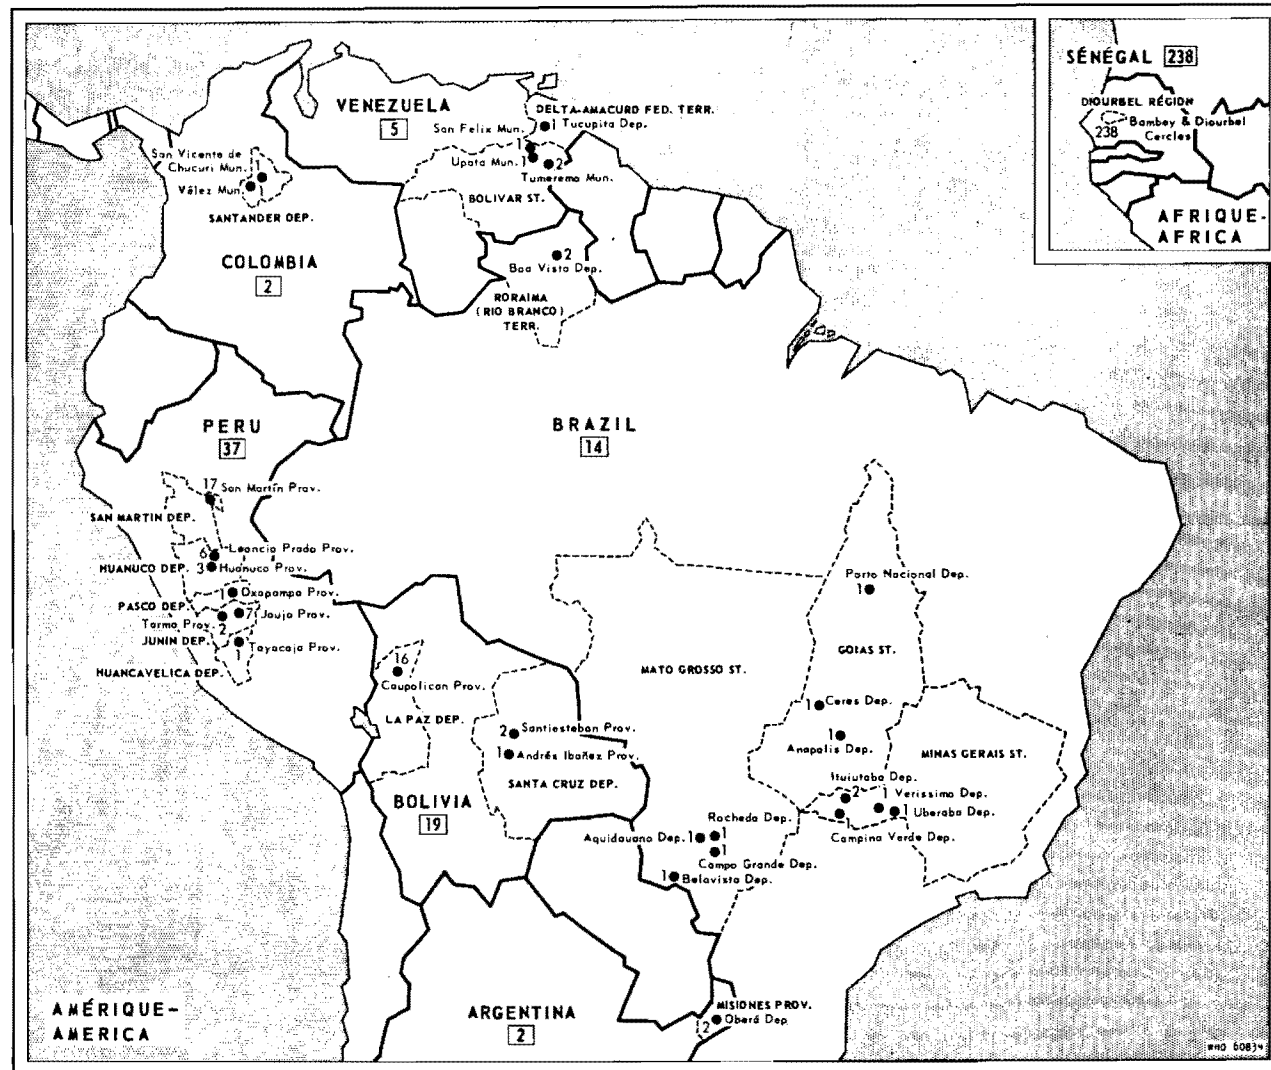 SÉNÉGAL 238
DIOURBEL RÉGION
238
Bambey & Diourbel
Cercles
AFRIQUE-
AFRICA
VENEZUELA
5
DELTA-AMACURO FED. TERR.
1 Tucupita Dep.
San Felix Mun. 1
Upata Mun. 1
2
Tumeremo Mun.
BOLIVAR ST.
San Vicente de
Chucuri Mun.
1
Vélez Mun. 1
SANTANDER DEP.
COLOMBIA
2
2
Boa Vista Dep.
RORAIMA
(RIO BRANCO)
TERR.
PERU
37
BRAZIL
14
17 San Martín Prov.
SAN MARTIN DEP.
6 Leoncio Prado Prov.
HUANUCO DEP. 3 Huanuco Prov.
1 Oxapampa Prov.
PASCO DEP.
7 Jauja Prov.
Tarma Prov.
2
JUNIN DEP.
1 Tayacaja Prov.
HUANCAVELICA DEP.
16
Caupolican Prov.
LA PAZ DEP.
2 Santiesteban Prov.
1 Andrés Ibañez Prov.
SANTA CRUZ DEP.
BOLIVIA
19
MATO GROSSO ST.
Porto Nacional Dep.
1
GOIAS ST.
1 Ceres Dep.
1
Anapolis Dep.
MINAS GERAIS ST.
Ituiutaba Dep.
2
1 Verissimo Dep.
1 Uberaba Dep.
1
Campina Verde Dep.
Rochedo Dep.
1
Aquidauano Dep. 1
1
Campo Grande Dep.
1 Belavista Dep.
ARGENTINA
2
MISIONES PROV.
2 Oberá Dep.
AMÉRIQUE-
AMERICA
WHO 60834